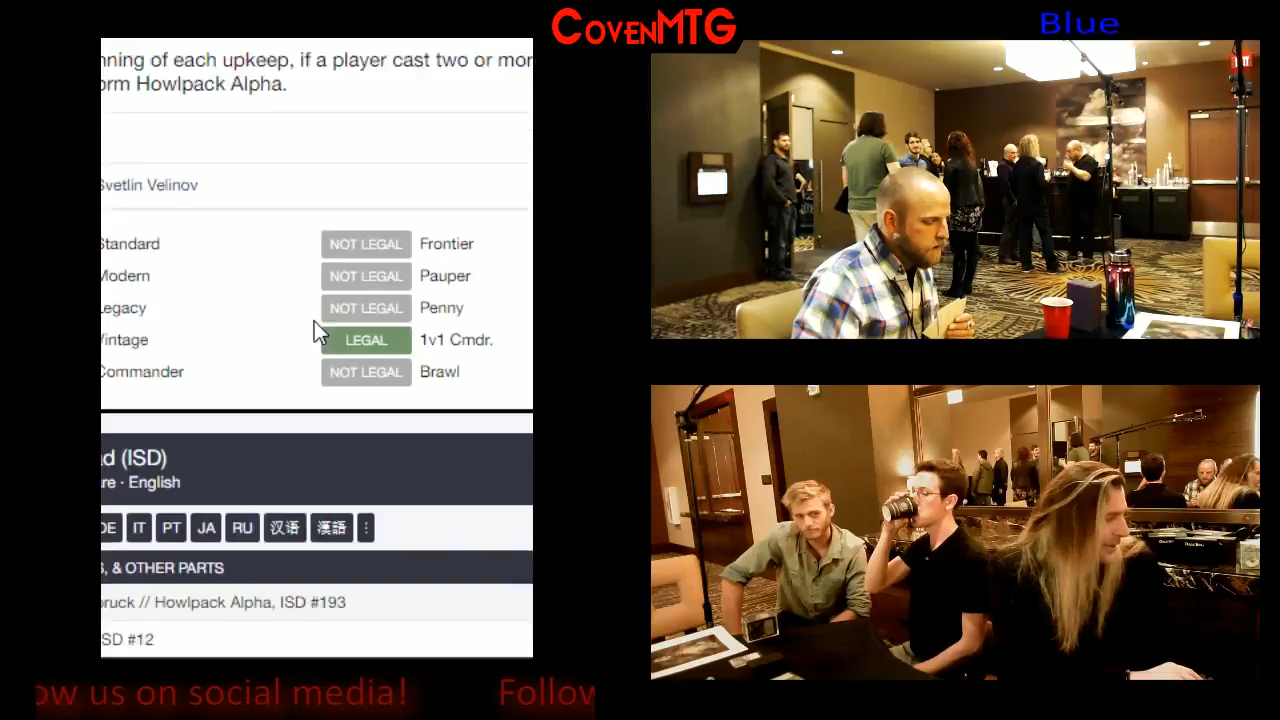 COVENMTG
Blue
nning of each upkeep, if a player cast two or mor
orm Howlpack Alpha.
Svetlin Velinov
Standard NOT LEGAL Frontier
Modern NOT LEGAL Pauper
Legacy NOT LEGAL Penny
Vintage LEGAL 1v1 Cmdr.
Commander NOT LEGAL Brawl
d (ISD)
re · English
DE IT PT JA RU 汉语 漢語
S, & OTHER PARTS
ruck // Howlpack Alpha, ISD #193
SD #12
ow us on social media! Follow